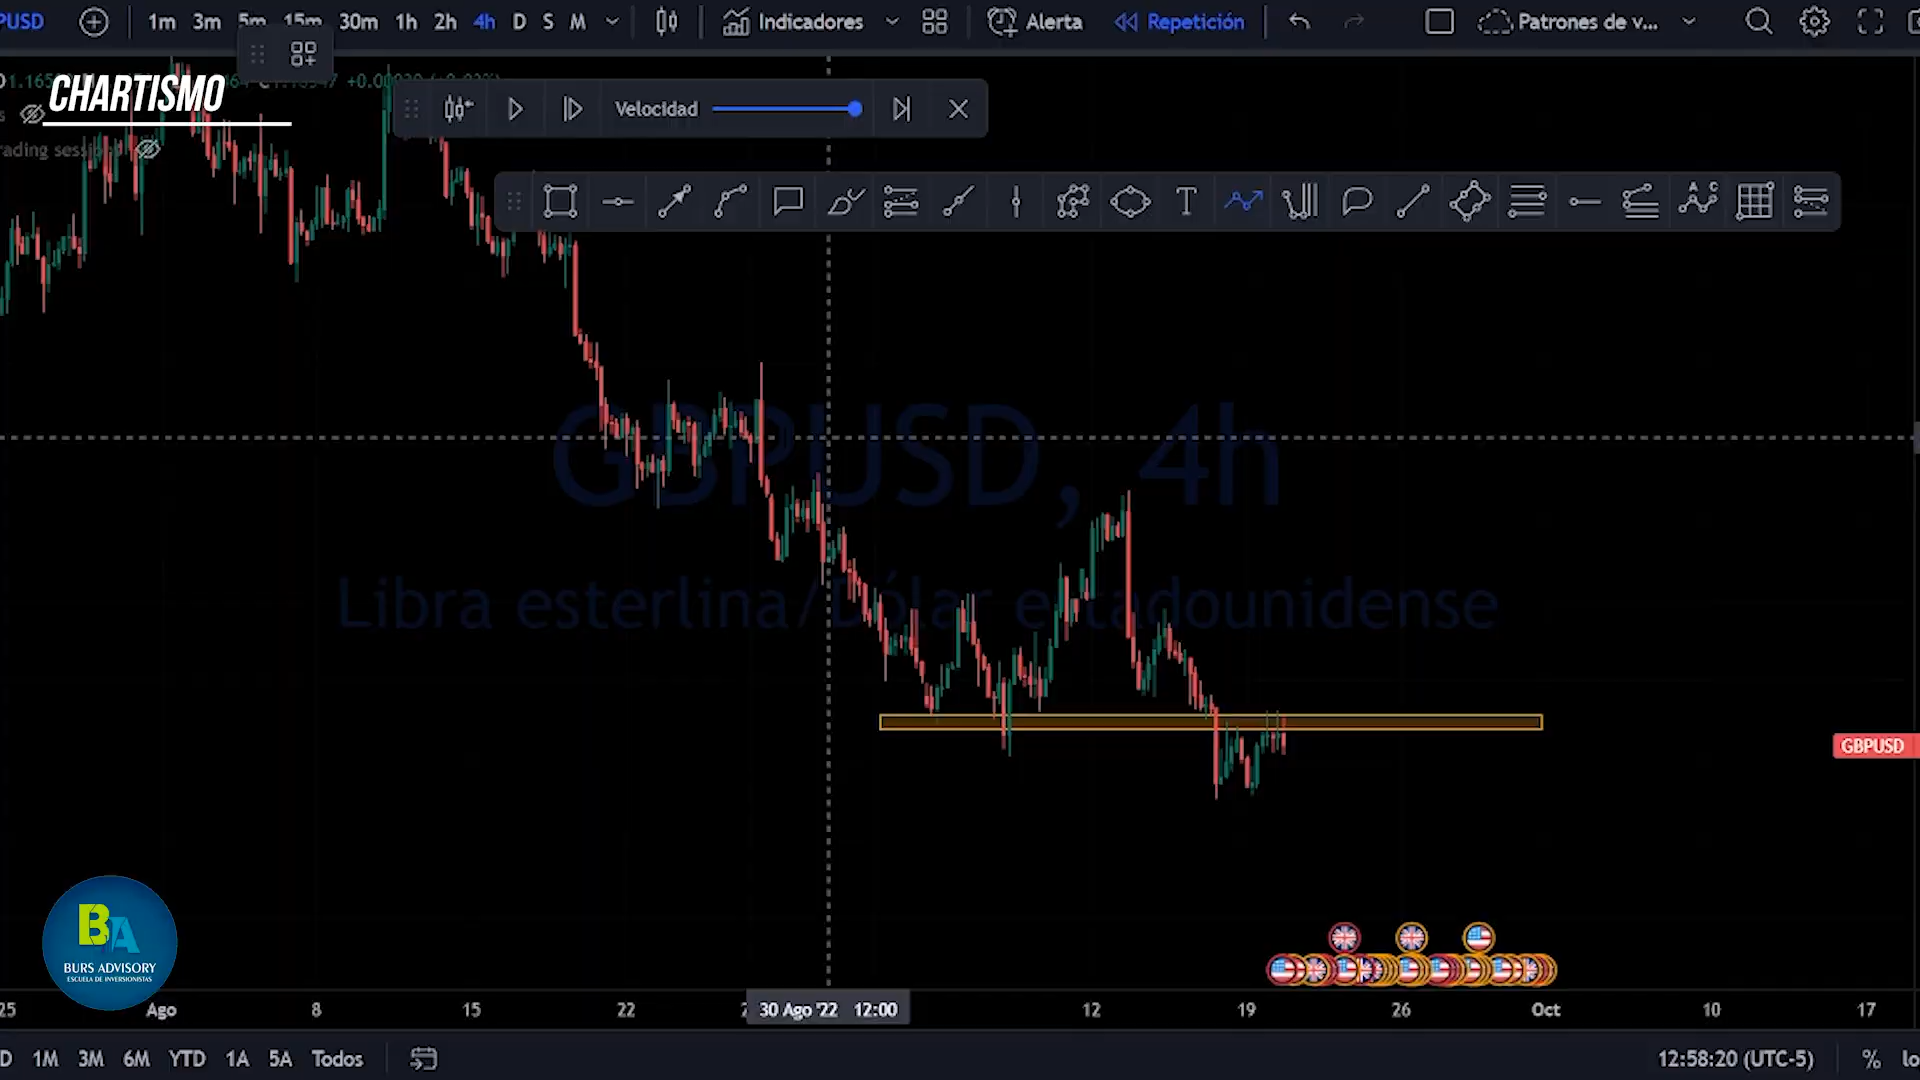 PUSD 1m 3m 5m 15m 30m 1h 2h 4h D S M Indicadores Alerta Repetición Patrones de v...
CHARTISMO
Velocidad
GBPUSD, 4h
Libra esterlina/Dólar estadounidense
GBPUSD
BA
BURS ADVISORY
ESCUELA DE INVERSIONISTAS
25 Ago 8 15 22 30 Ago '22 12:00 12 19 26 Oct 10 17
D 1M 3M 6M YTD 1A 5A Todos 12:58:20 (UTC-5) % lo